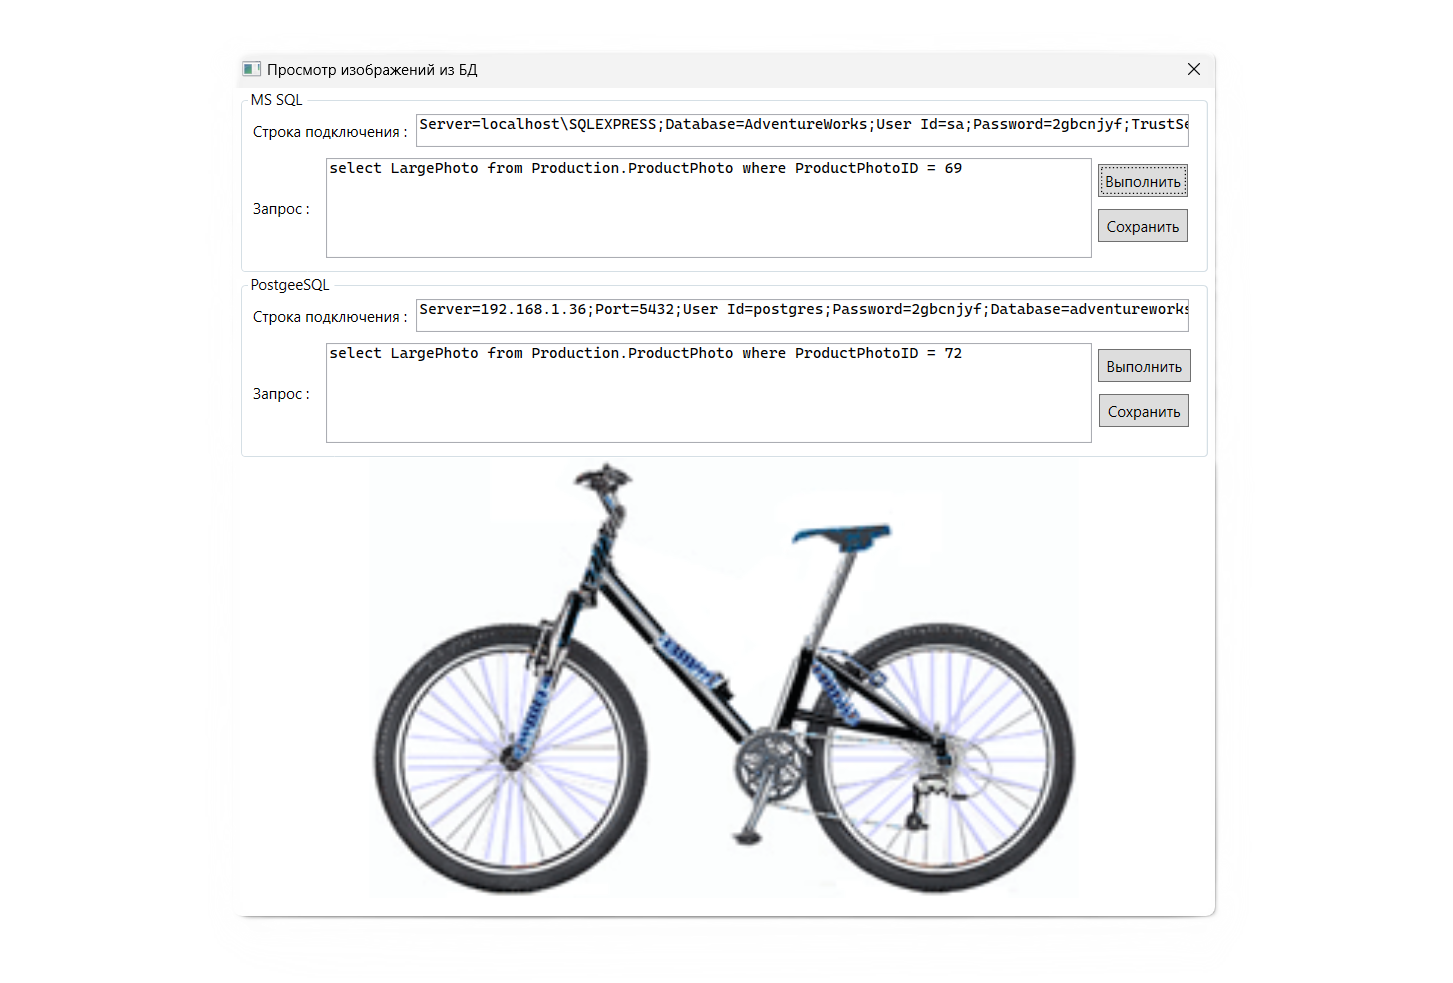 Просмотр изображений из БД
MS SQL
Строка подключения :
Server=localhost\SQLEXPRESS;Database=AdventureWorks;User Id=sa;Password=2gbcnjyf;TrustSe
select LargePhoto from Production.ProductPhoto where ProductPhotoID = 69
Выполнить
Запрос :
Сохранить
PostgeeSQL
Строка подключения :
Server=192.168.1.36;Port=5432;User Id=postgres;Password=2gbcnjyf;Database=adventureworks
select LargePhoto from Production.ProductPhoto where ProductPhotoID = 72
Выполнить
Запрос :
Сохранить